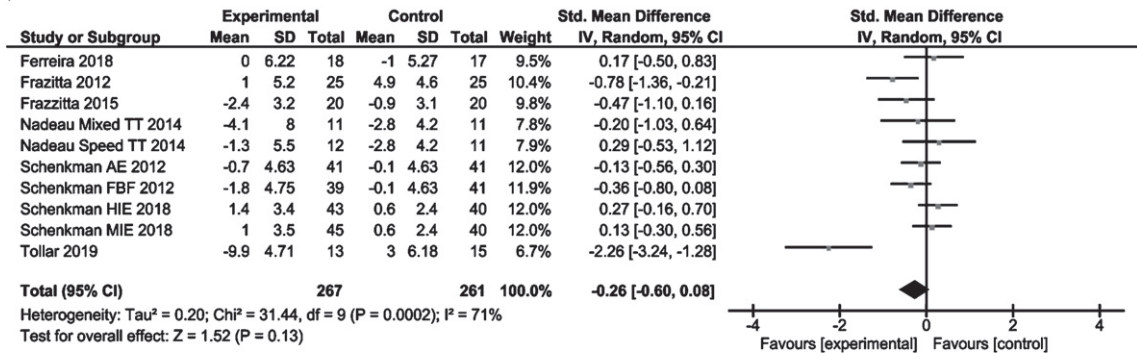 Experimental Control Std. Mean Difference Std. Mean Difference
Study or Subgroup Mean SD Total Mean SD Total Weight IV, Random, 95% CI IV, Random, 95% CI
Ferreira 2018 0 6.22 18 -1 5.27 17 9.5% 0.17 [-0.50, 0.83]
Frazitta 2012 1 5.2 25 4.9 4.6 25 10.4% -0.78 [-1.36, -0.21]
Frazzitta 2015 -2.4 3.2 20 -0.9 3.1 20 9.8% -0.47 [-1.10, 0.16]
Nadeau Mixed TT 2014 -4.1 8 11 -2.8 4.2 11 7.8% -0.20 [-1.03, 0.64]
Nadeau Speed TT 2014 -1.3 5.5 12 -2.8 4.2 11 7.9% 0.29 [-0.53, 1.12]
Schenkman AE 2012 -0.7 4.63 41 -0.1 4.63 41 12.0% -0.13 [-0.56, 0.30]
Schenkman FBF 2012 -1.8 4.75 39 -0.1 4.63 41 11.9% -0.36 [-0.80, 0.08]
Schenkman HIE 2018 1.4 3.4 43 0.6 2.4 40 12.0% 0.27 [-0.16, 0.70]
Schenkman MIE 2018 1 3.5 45 0.6 2.4 40 12.0% 0.13 [-0.30, 0.56]
Tollar 2019 -9.9 4.71 13 3 6.18 15 6.7% -2.26 [-3.24, -1.28]
Total (95% CI) 267 261 100.0% -0.26 [-0.60, 0.08]
Heterogeneity: Tau² = 0.20; Chi² = 31.44, df = 9 (P = 0.0002); I² = 71%
Test for overall effect: Z = 1.52 (P = 0.13)
-4 -2 0 2 4
Favours [experimental] Favours [control]